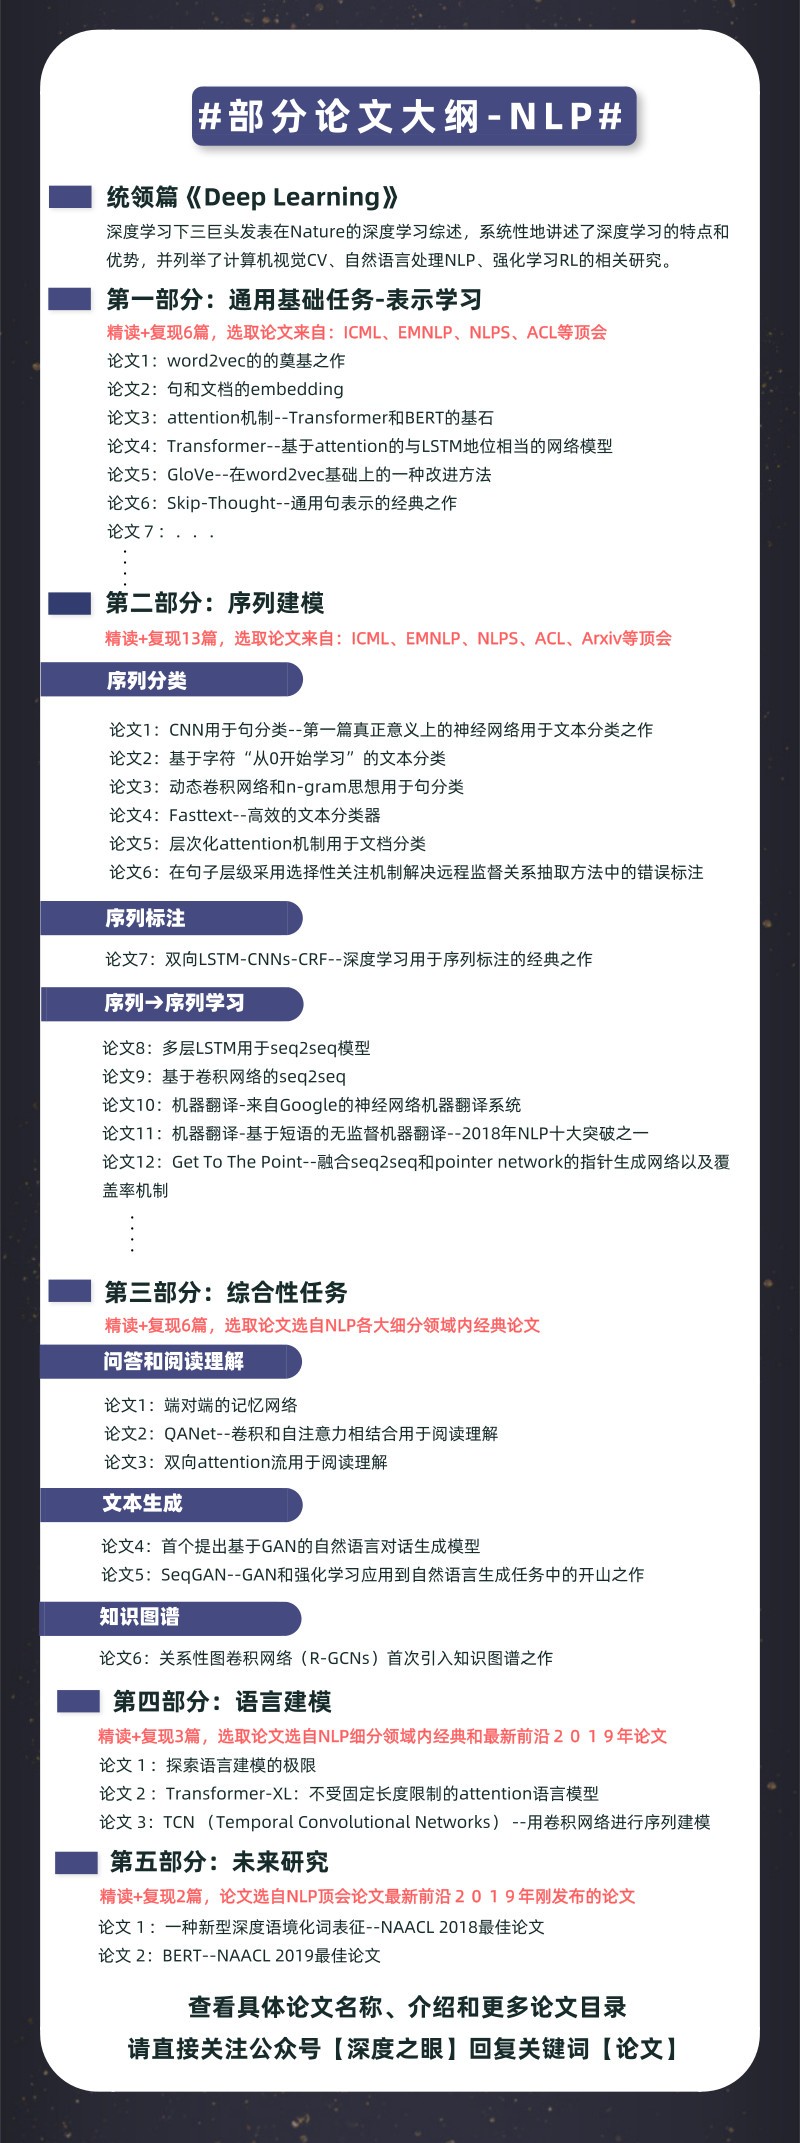 #部分论文大纲-NLP#
统领篇《Deep Learning》
深度学习下三巨头发表在Nature的深度学习综述，系统性地讲述了深度学习的特点和
优势，并列举了计算机视觉CV、自然语言处理NLP、强化学习RL的相关研究。
第一部分：通用基础任务-表示学习
精读+复现6篇，选取论文来自：ICML、EMNLP、NLPS、ACL等顶会
论文1：word2vec的的奠基之作
论文2：句和文档的embedding
论文3：attention机制--Transformer和BERT的基石
论文4：Transformer--基于attention的与LSTM地位相当的网络模型
论文5：GloVe--在word2vec基础上的一种改进方法
论文6：Skip-Thought--通用句表示的经典之作
论文７：．．．
第二部分：序列建模
精读+复现13篇，选取论文来自：ICML、EMNLP、NLPS、ACL、Arxiv等顶会
序列分类
论文1：CNN用于句分类--第一篇真正意义上的神经网络用于文本分类之作
论文2：基于字符“从0开始学习”的文本分类
论文3：动态卷积网络和n-gram思想用于句分类
论文4：Fasttext--高效的文本分类器
论文5：层次化attention机制用于文档分类
论文6：在句子层级采用选择性关注机制解决远程监督关系抽取方法中的错误标注
序列标注
论文7：双向LSTM-CNNs-CRF--深度学习用于序列标注的经典之作
序列→序列学习
论文8：多层LSTM用于seq2seq模型
论文9：基于卷积网络的seq2seq
论文10：机器翻译-来自Google的神经网络机器翻译系统
论文11：机器翻译-基于短语的无监督机器翻译--2018年NLP十大突破之一
论文12：Get To The Point--融合seq2seq和pointer network的指针生成网络以及覆
盖率机制
第三部分：综合性任务
精读+复现6篇，选取论文选自NLP各大细分领域内经典论文
问答和阅读理解
论文1：端对端的记忆网络
论文2：QANet--卷积和自注意力相结合用于阅读理解
论文3：双向attention流用于阅读理解
文本生成
论文4：首个提出基于GAN的自然语言对话生成模型
论文5：SeqGAN--GAN和强化学习应用到自然语言生成任务中的开山之作
知识图谱
论文6：关系性图卷积网络（R-GCNs）首次引入知识图谱之作
第四部分：语言建模
精读+复现3篇，选取论文选自NLP细分领域内经典和最新前沿２０１９年论文
论文 1：探索语言建模的极限
论文 2：Transformer-XL：不受固定长度限制的attention语言模型
论文 3：TCN （Temporal Convolutional Networks） --用卷积网络进行序列建模
第五部分：未来研究
精读+复现2篇，论文选自NLP顶会论文最新前沿２０１９年刚发布的论文
论文 1：一种新型深度语境化词表征--NAACL 2018最佳论文
论文 2：BERT--NAACL 2019最佳论文
查看具体论文名称、介绍和更多论文目录
请直接关注公众号【深度之眼】回复关键词【论文】